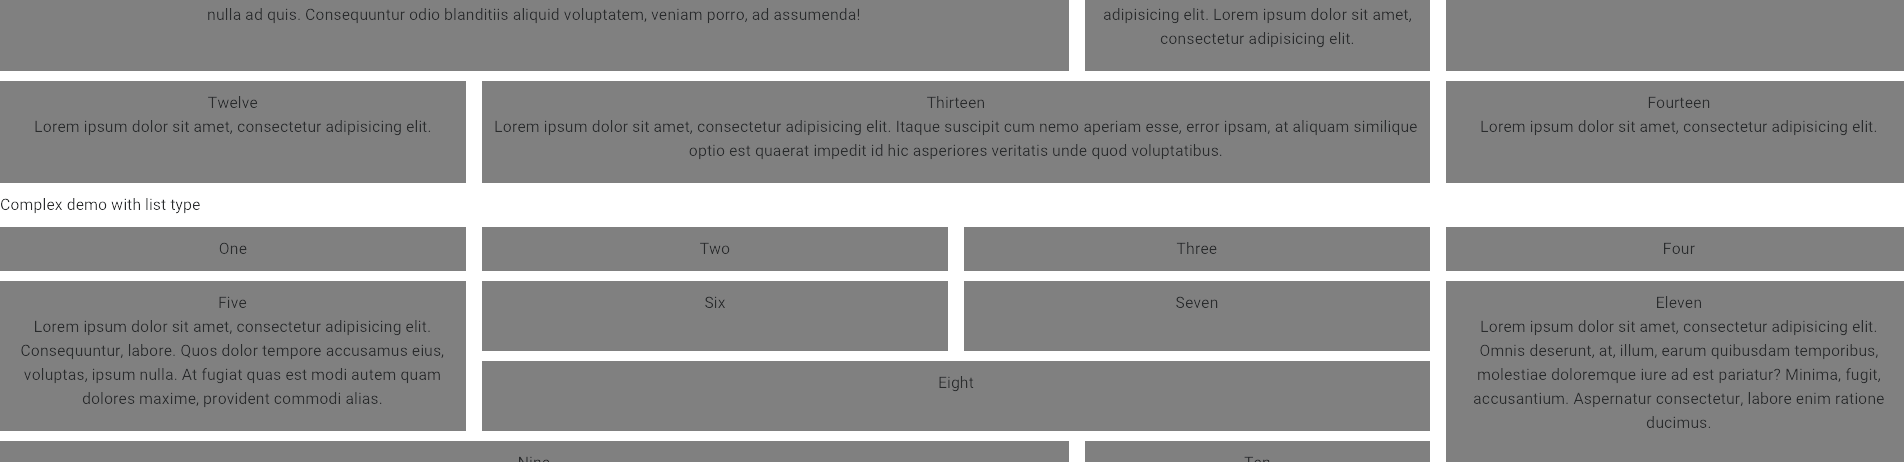 nulla ad quis. Consequuntur odio blanditiis aliquid voluptatem, veniam porro, ad assumenda!
adipisicing elit. Lorem ipsum dolor sit amet,
consectetur adipisicing elit.
Twelve
Lorem ipsum dolor sit amet, consectetur adipisicing elit.
Thirteen
Lorem ipsum dolor sit amet, consectetur adipisicing elit. Itaque suscipit cum nemo aperiam esse, error ipsam, at aliquam similique
optio est quaerat impedit id hic asperiores veritatis unde quod voluptatibus.
Fourteen
Lorem ipsum dolor sit amet, consectetur adipisicing elit.
Complex demo with list type
One
Two
Three
Four
Five
Lorem ipsum dolor sit amet, consectetur adipisicing elit.
Consequuntur, labore. Quos dolor tempore accusamus eius,
voluptas, ipsum nulla. At fugiat quas est modi autem quam
dolores maxime, provident commodi alias.
Six
Seven
Eight
Eleven
Lorem ipsum dolor sit amet, consectetur adipisicing elit.
Omnis deserunt, at, illum, earum quibusdam temporibus,
molestiae doloremque iure ad est pariatur? Minima, fugit,
accusantium. Aspernatur consectetur, labore enim ratione
ducimus.
Nine
Ten